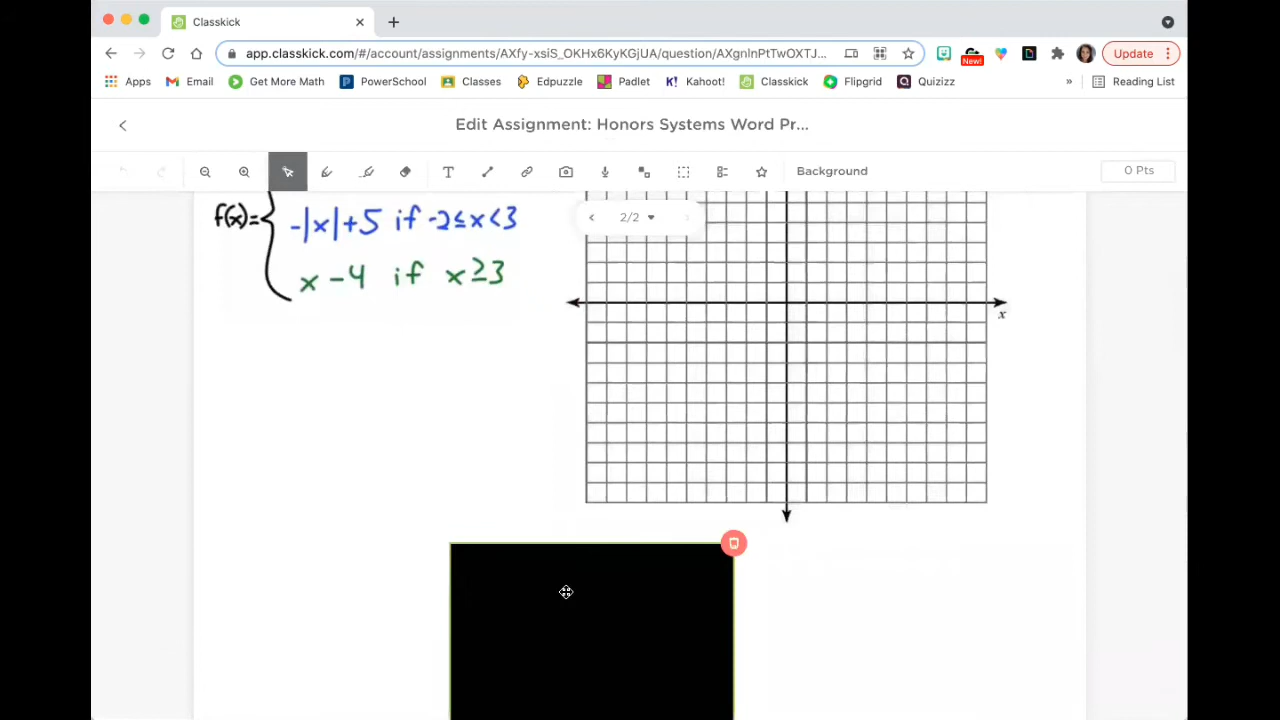 Classkick
app.classkick.com/#/account/assignments/AXfy-xsiS_OKHx6KyKGjUA/question/AXgnlnPtTwOXTJ...
New!
Update
Apps Email Get More Math PowerSchool Classes Edpuzzle Padlet K! Kahoot! Classkick Flipgrid Quizizz » Reading List
Edit Assignment: Honors Systems Word Pr...
T Background 0 Pts
2/2
f(x)= -|x|+5 if -2≤x<3
x-4 if x≥3
x